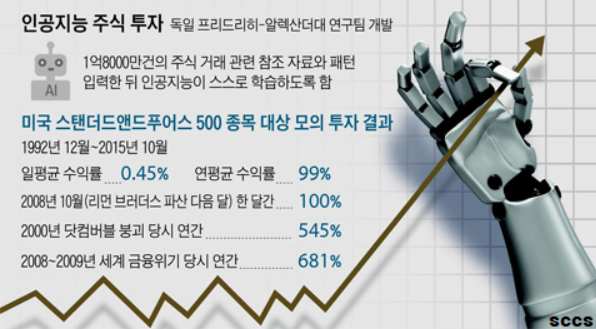 인공지능 주식 투자 독일 프리드리히-알렉산더대 연구팀 개발
AI
1억8000만건의 주식 거래 관련 참조 자료와 패턴
입력한 뒤 인공지능이 스스로 학습하도록 함
미국 스탠더드앤드푸어스 500 종목 대상 모의 투자 결과
1992년 12월~2015년 10월
일평균 수익률 ....0.45% 연평균 수익률 .... 99%
2008년 10월(리먼 브러더스 파산 다음 달) 한 달간 .... 100%
2000년 닷컴버블 붕괴 당시 연간 .... 545%
2008~2009년 세계 금융위기 당시 연간 .... 681%
sccs